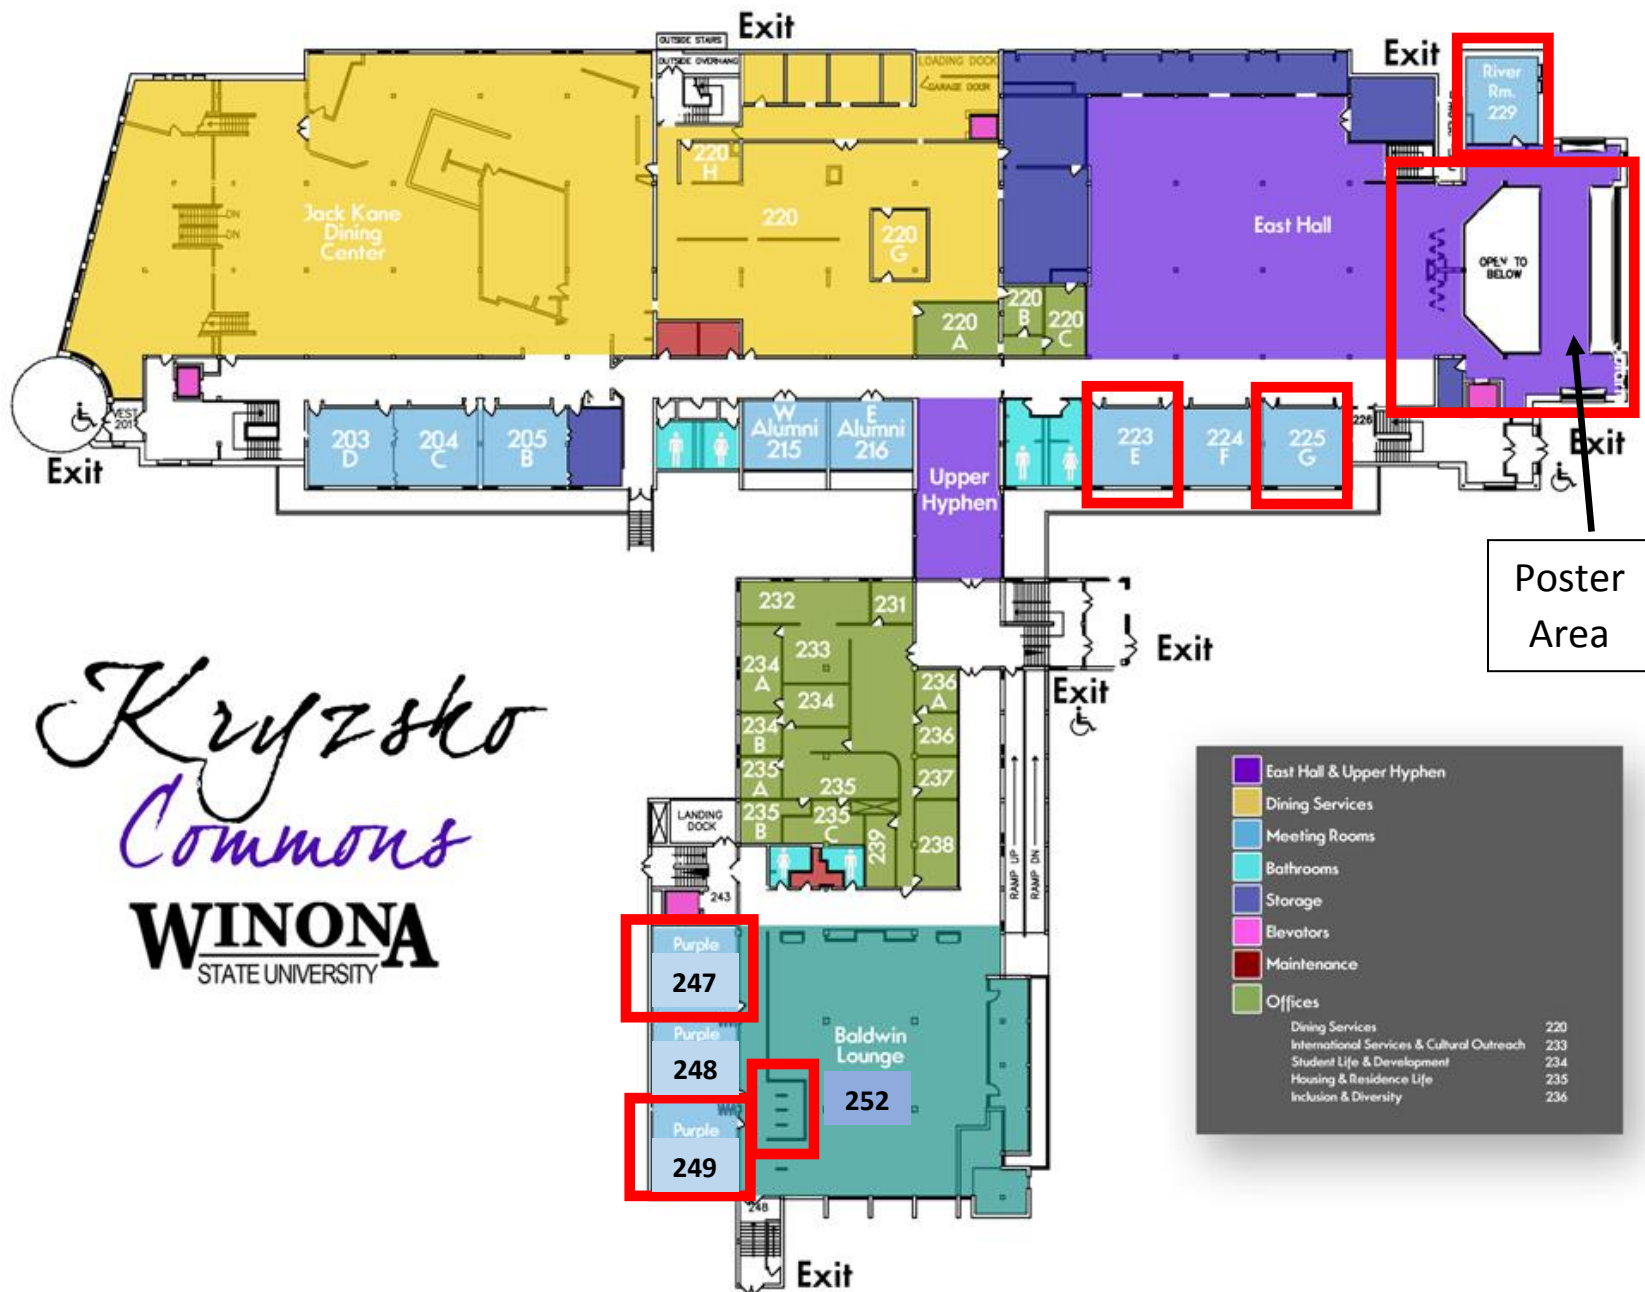 Exit
OUTSIDE STAIRS
OUTSIDE OVERHANG
LOADING DOCK
GARAGE DOOR
Exit
River
Rm.
229
220
H
Jack Kane
Dining
Center
DN
DN
220
220
G
East Hall
OPEN TO
BELOW
220
A
220
B
220
C
VEST
201
Exit
203
D
204
C
205
B
W
Alumni
215
E
Alumni
216
Upper
Hyphen
223
E
224
F
225
G
226
Exit
Poster
Area
232
231
233
234
A
234
236
A
234
B
236
235
A
235
237
235
B
235
C
239
238
Exit
Exit
RAMP UP
RAMP DN
LANDING
DOCK
243
Kryzsko
Commons
WINONA
STATE UNIVERSITY
Purple
247
Purple
248
Purple
249
Baldwin
Lounge
252
248
Exit
East Hall & Upper Hyphen
Dining Services
Meeting Rooms
Bathrooms
Storage
Elevators
Maintenance
Offices
Dining Services 220
International Services & Cultural Outreach 233
Student Life & Development 234
Housing & Residence Life 235
Inclusion & Diversity 236